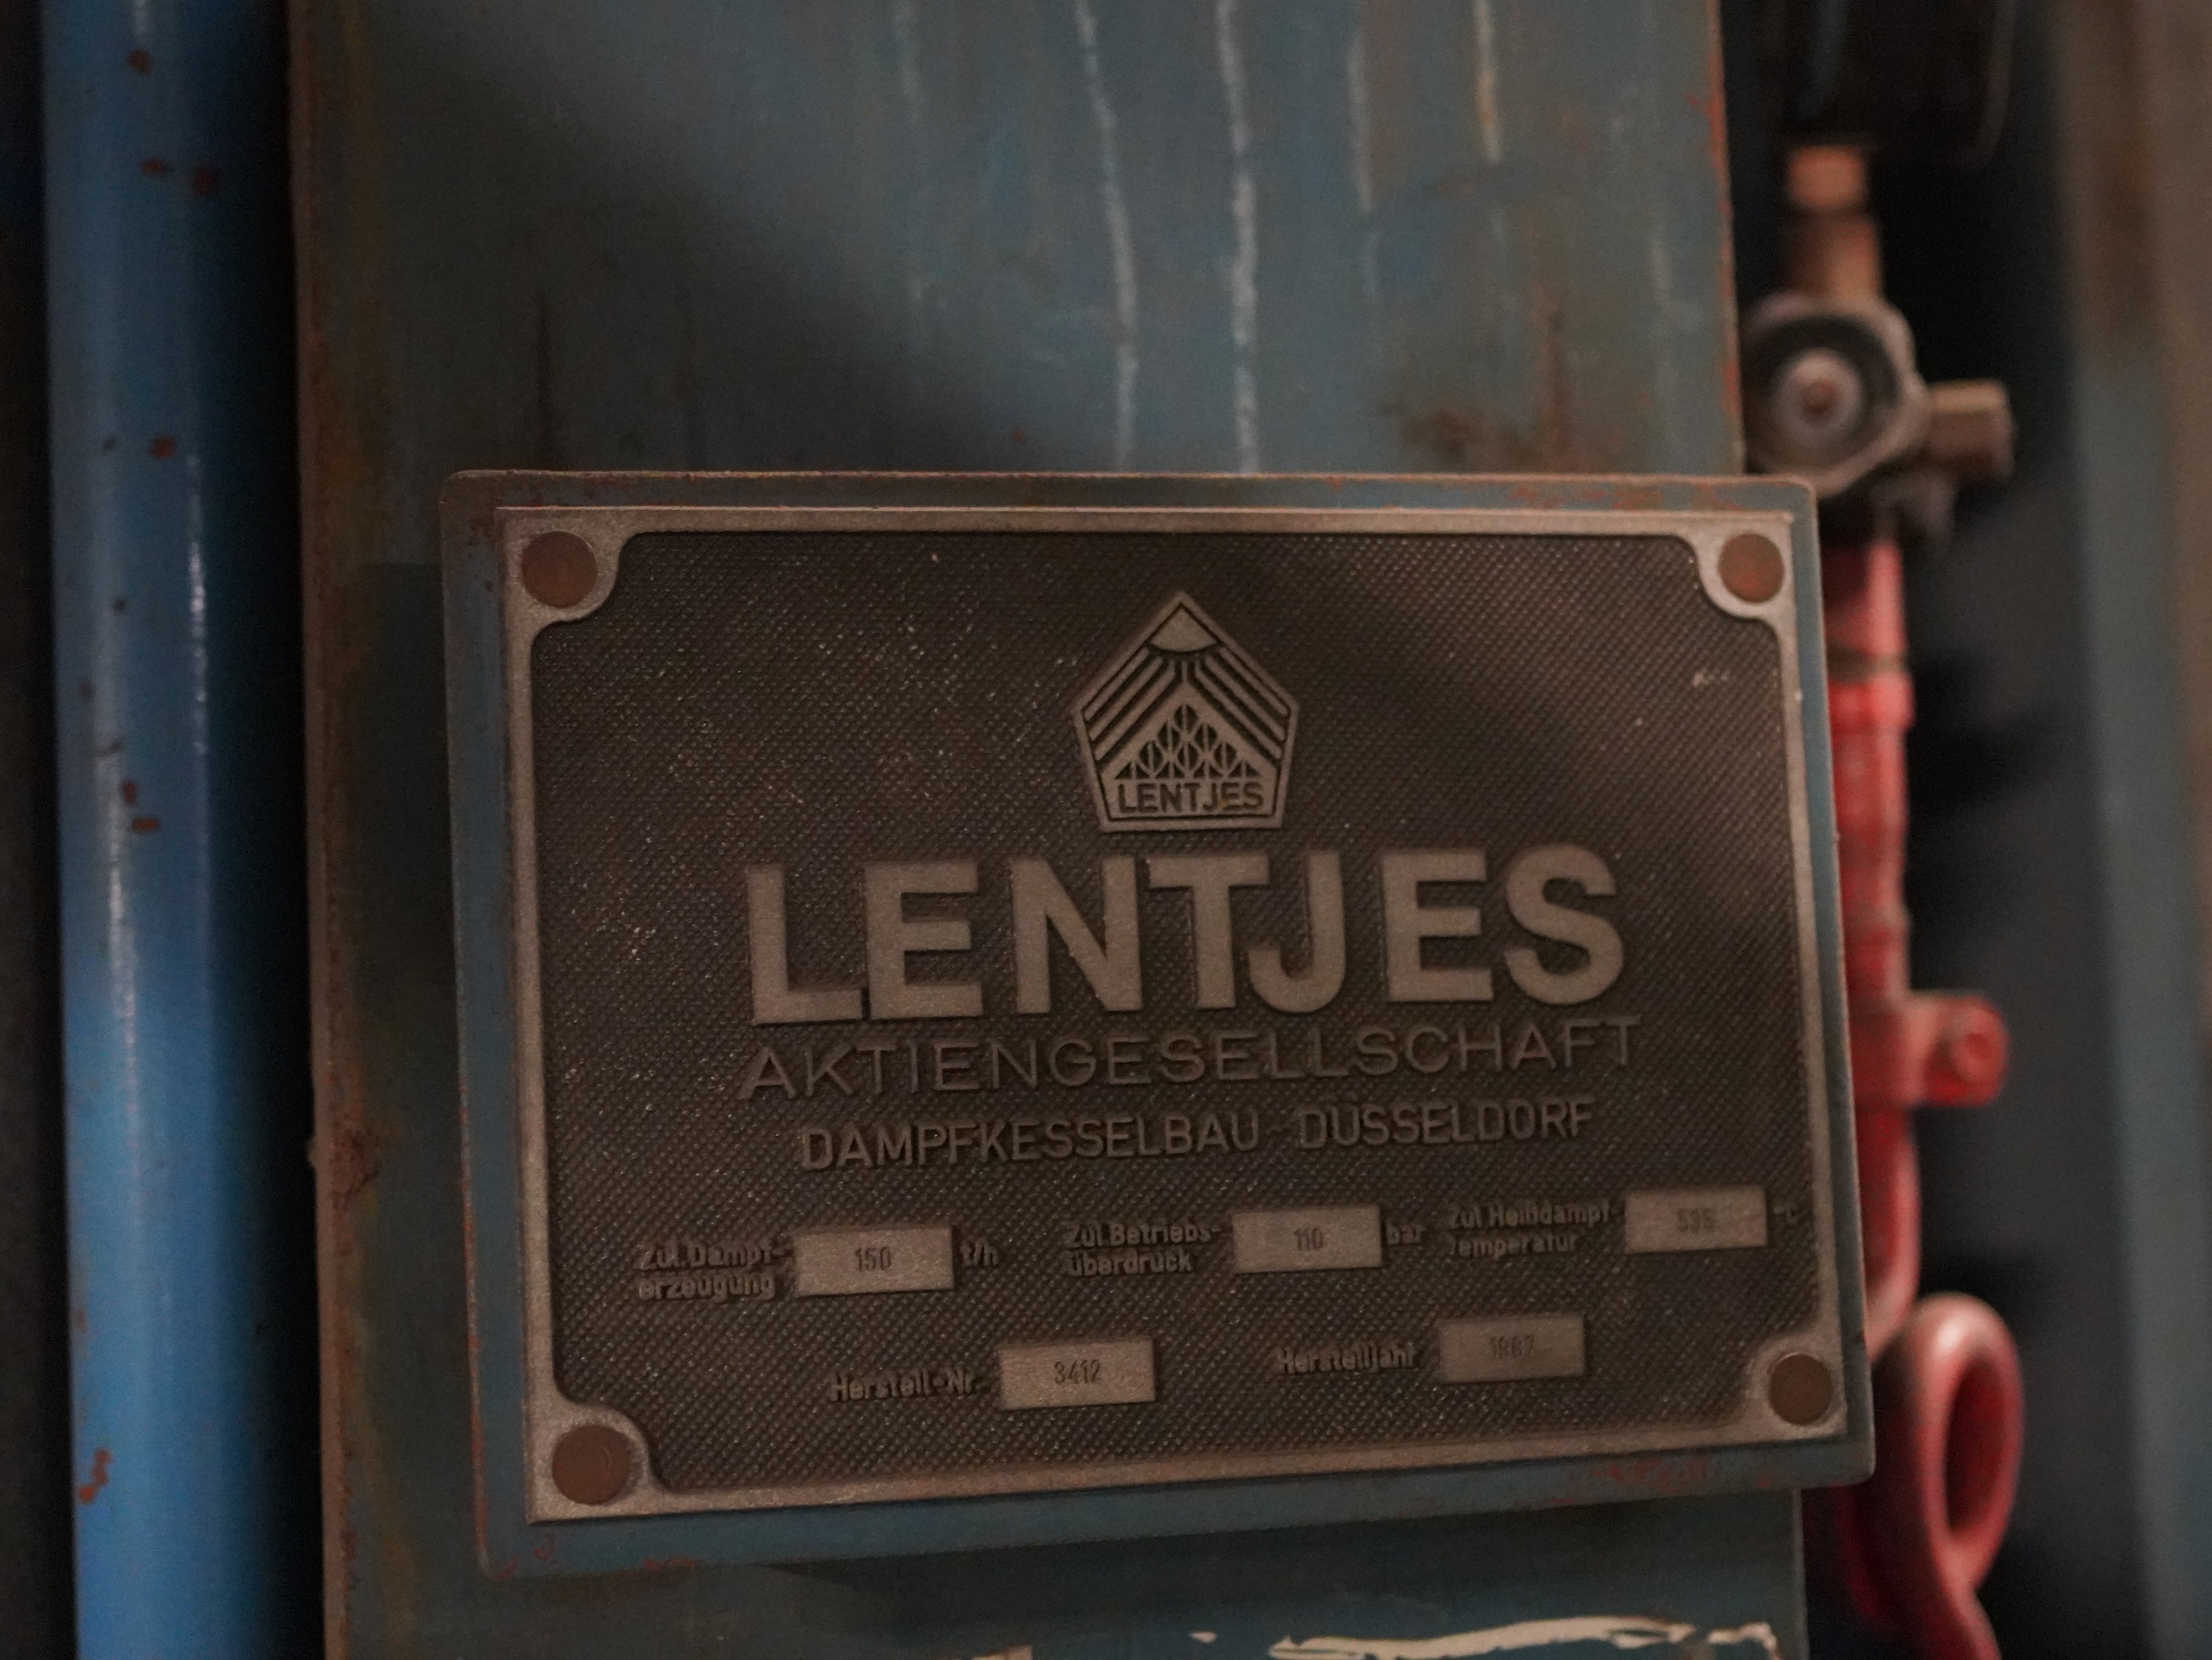 LENTJES
LENTJES
AKTIENGESELLSCHAFT
DAMPFKESSELBAU DÜSSELDORF
Zul. Dampf- erzeugung 150 t/h
Zul. Betriebs- überdruck 110 bar
Zul. Heißdampf- Temperatur 535 °C
Herstell-Nr. 3412
Herstelljahr